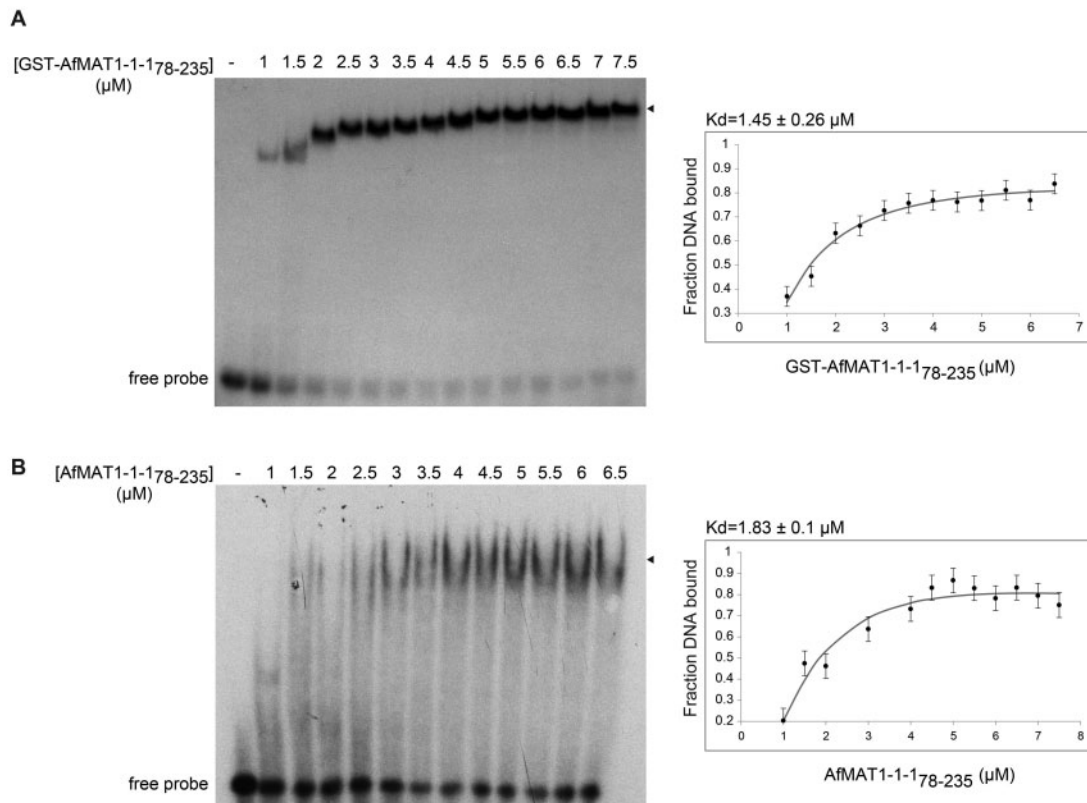 A
[GST-AfMAT1-1-178-235] - 1 1.5 2 2.5 3 3.5 4 4.5 5 5.5 6 6.5 7 7.5
(µM)
free probe
Kd=1.45 ± 0.26 µM
Fraction DNA bound
1
0.9
0.8
0.7
0.6
0.5
0.4
0.3
0 1 2 3 4 5 6 7
GST-AfMAT1-1-178-235 (µM)
B
[AfMAT1-1-178-235] - 1 1.5 2 2.5 3 3.5 4 4.5 5 5.5 6 6.5
(µM)
free probe
Kd=1.83 ± 0.1 µM
Fraction DNA bound
1
0.9
0.8
0.7
0.6
0.5
0.4
0.3
0.2
0 1 2 3 4 5 6 7 8
AfMAT1-1-178-235 (µM)